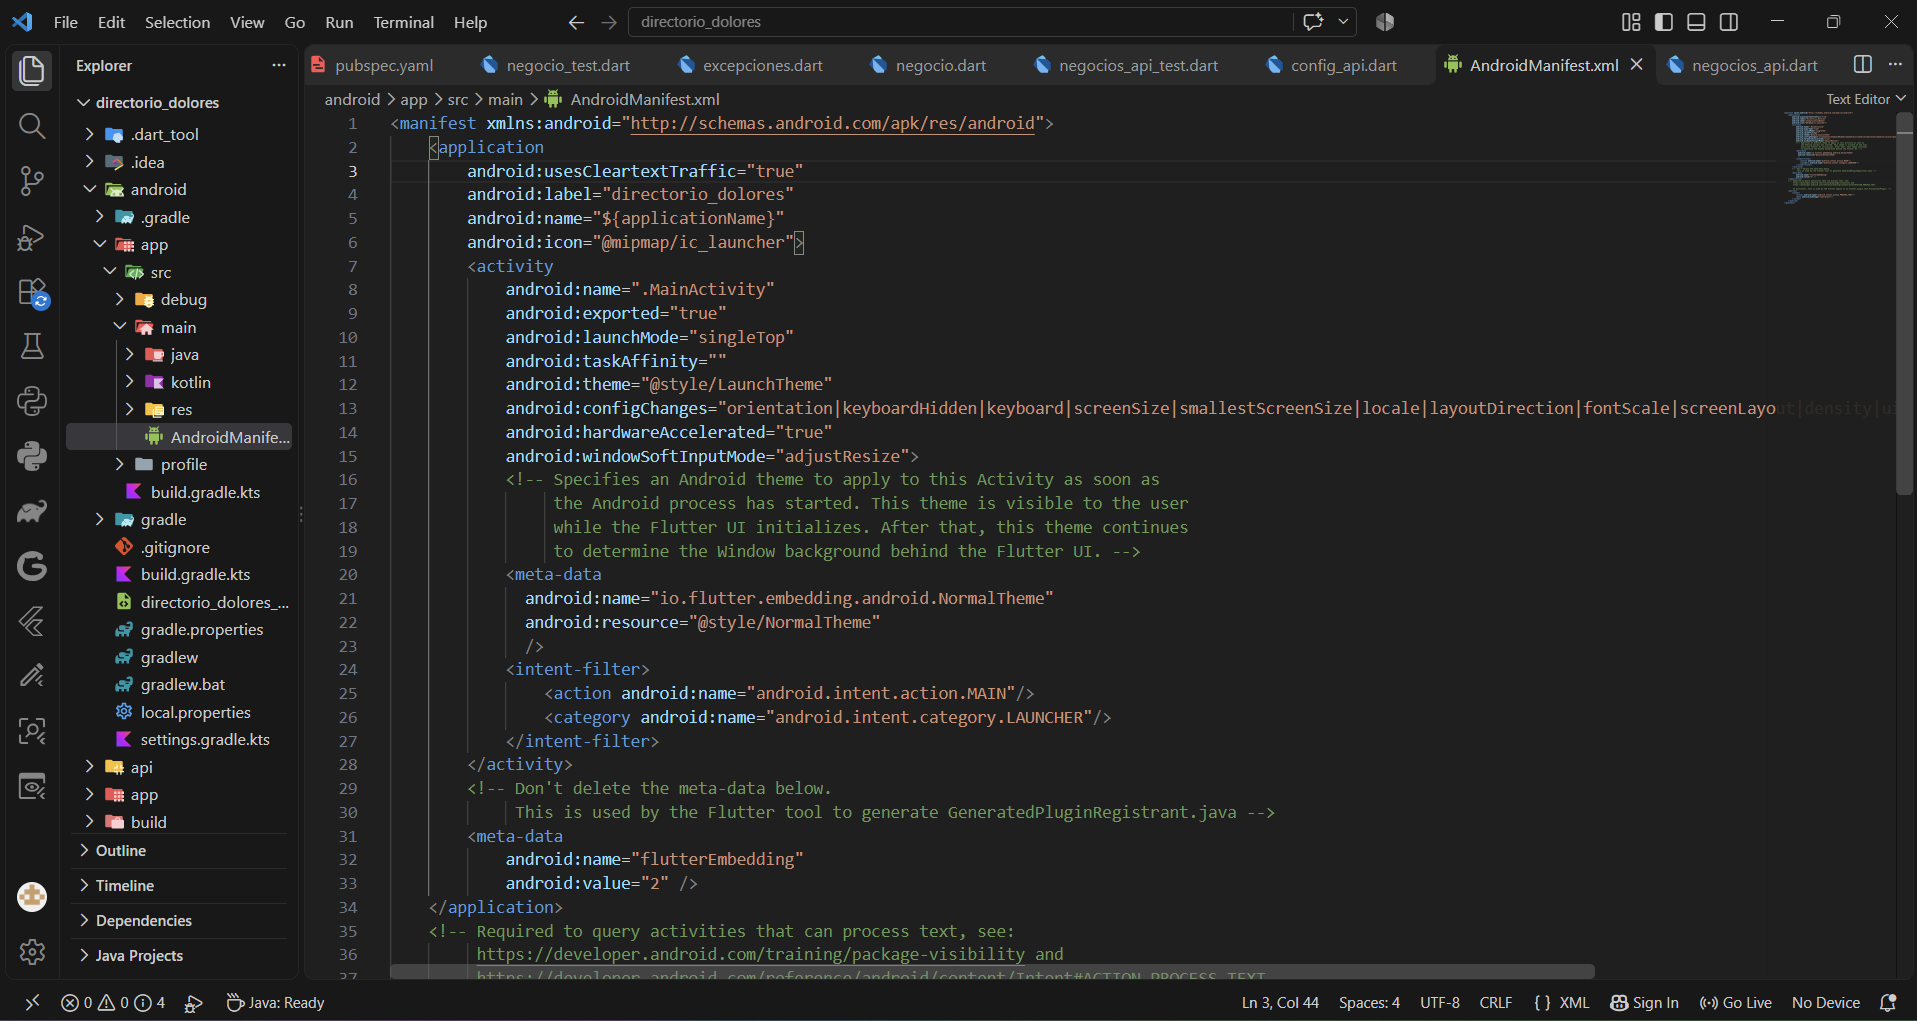 File Edit Selection View Go Run Terminal Help
directorio_dolores
Explorer
directorio_dolores
.dart_tool
.idea
android
.gradle
app
src
debug
main
java
kotlin
res
AndroidManife...
profile
build.gradle.kts
gradle
.gitignore
build.gradle.kts
directorio_dolores_...
gradle.properties
gradlew
gradlew.bat
local.properties
settings.gradle.kts
api
app
build
Outline
Timeline
Dependencies
Java Projects
pubspec.yaml negocio_test.dart excepciones.dart negocio.dart negocios_api_test.dart config_api.dart AndroidManifest.xml negocios_api.dart
android > app > src > main > AndroidManifest.xml
Text Editor
1 <manifest xmlns:android="http://schemas.android.com/apk/res/android">
2 <application
3 android:usesCleartextTraffic="true"
4 android:label="directorio_dolores"
5 android:name="${applicationName}"
6 android:icon="@mipmap/ic_launcher">
7 <activity
8 android:name=".MainActivity"
9 android:exported="true"
10 android:launchMode="singleTop"
11 android:taskAffinity=""
12 android:theme="@style/LaunchTheme"
13 android:configChanges="orientation|keyboardHidden|keyboard|screenSize|smallestScreenSize|locale|layoutDirection|fontScale|screenLayout|density|ui
14 android:hardwareAccelerated="true"
15 android:windowSoftInputMode="adjustResize">
16 <!-- Specifies an Android theme to apply to this Activity as soon as
17 the Android process has started. This theme is visible to the user
18 while the Flutter UI initializes. After that, this theme continues
19 to determine the Window background behind the Flutter UI. -->
20 <meta-data
21 android:name="io.flutter.embedding.android.NormalTheme"
22 android:resource="@style/NormalTheme"
23 />
24 <intent-filter>
25 <action android:name="android.intent.action.MAIN"/>
26 <category android:name="android.intent.category.LAUNCHER"/>
27 </intent-filter>
28 </activity>
29 <!-- Don't delete the meta-data below.
30 This is used by the Flutter tool to generate GeneratedPluginRegistrant.java -->
31 <meta-data
32 android:name="flutterEmbedding"
33 android:value="2" />
34 </application>
35 <!-- Required to query activities that can process text, see:
36 https://developer.android.com/training/package-visibility and
37 https://developer.android.com/reference/android/content/Intent#ACTION_PROCESS_TEXT
0 0 4 Java: Ready
Ln 3, Col 44 Spaces: 4 UTF-8 CRLF {} XML Sign In Go Live No Device